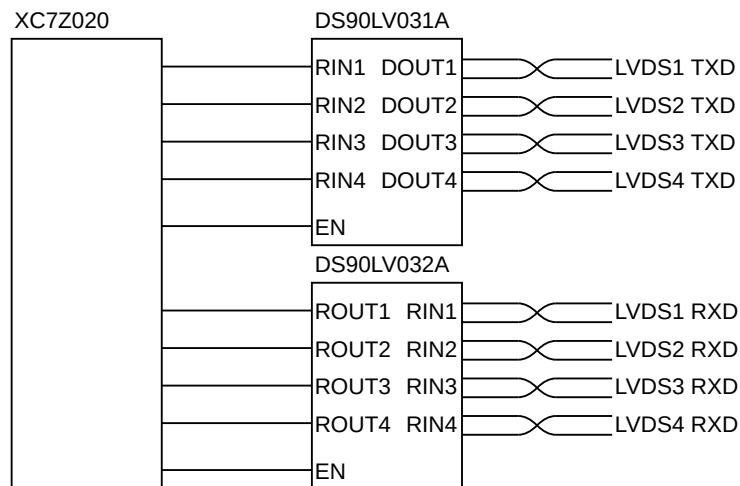 XC7Z020 DS90LV031A
RIN1 DOUT1 LVDS1 TXD
RIN2 DOUT2 LVDS2 TXD
RIN3 DOUT3 LVDS3 TXD
RIN4 DOUT4 LVDS4 TXD
EN
DS90LV032A
ROUT1 RIN1 LVDS1 RXD
ROUT2 RIN2 LVDS2 RXD
ROUT3 RIN3 LVDS3 RXD
ROUT4 RIN4 LVDS4 RXD
EN